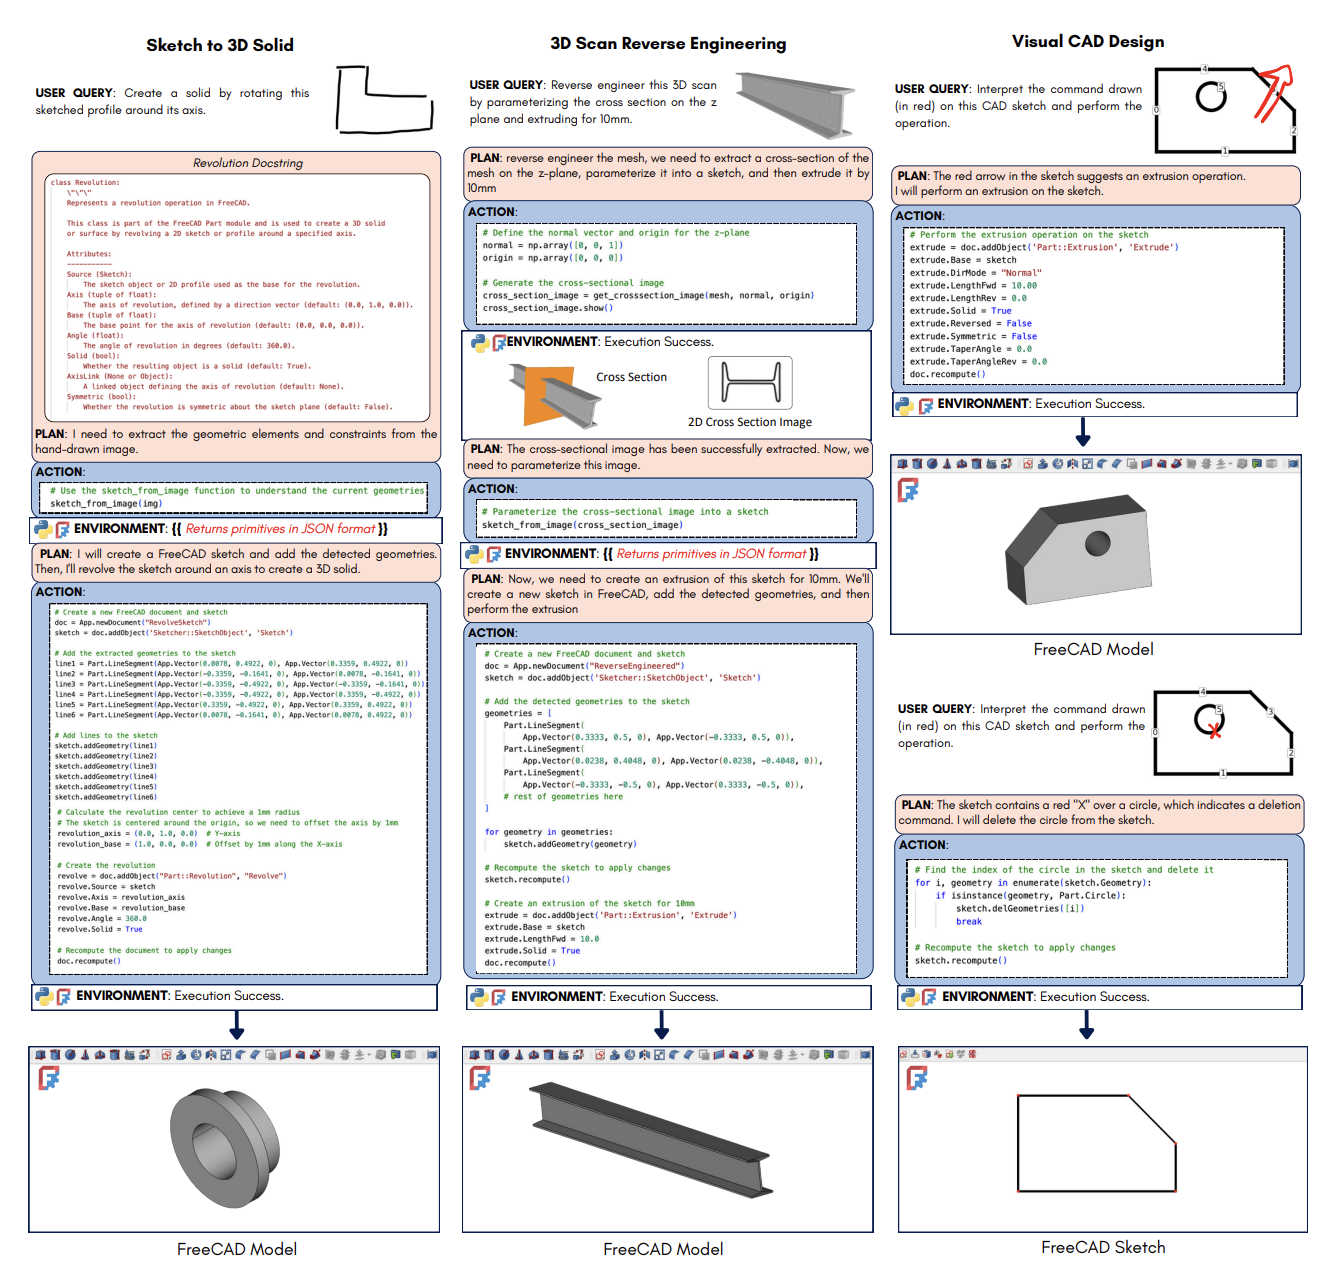 Sketch to 3D Solid
USER QUERY: Create a solid by rotating this
sketched profile around its axis.
Revolution Docstring
class Revolution:
\"\"\"
Represents a revolution operation in FreeCAD.
This class is part of the FreeCAD Part module and is used to create a 3D solid
or surface by revolving a 2D sketch or profile around a specified axis.
Attributes:
-----------
Source (Sketch):
The sketch object or 2D profile used as the base for the revolution.
Axis (tuple of float):
The axis of revolution, defined by a direction vector (default: (0.0, 1.0, 0.0)).
Base (tuple of float):
The base point for the axis of revolution (default: (0.0, 0.0, 0.0)).
Angle (float):
The angle of revolution in degrees (default: 360.0).
Solid (bool):
Whether the resulting object is a solid (default: True).
AxisLink (None or Object):
A linked object defining the axis of revolution (default: None).
Symmetric (bool):
Whether the revolution is symmetric about the sketch plane (default: False).
PLAN: I need to extract the geometric elements and constraints from the
hand-drawn image.
ACTION:
# Use the sketch_from_image function to understand the current geometries
sketch_from_image(img)
ENVIRONMENT: {{ Returns primitives in JSON format }}
PLAN: I will create a FreeCAD sketch and add the detected geometries.
Then, I'll revolve the sketch around an axis to create a 3D solid.
ACTION:
# Create a new FreeCAD document and sketch
doc = App.newDocument("RevolveSketch")
sketch = doc.addObject('Sketcher::SketchObject', 'Sketch')
# Add the extracted geometries to the sketch
line1 = Part.LineSegment(App.Vector(0.0078, 0.4922, 0), App.Vector(0.3359, 0.4922, 0))
line2 = Part.LineSegment(App.Vector(-0.3359, -0.1641, 0), App.Vector(0.0078, -0.1641, 0))
line3 = Part.LineSegment(App.Vector(-0.3359, -0.4922, 0), App.Vector(-0.3359, -0.1641, 0))
line4 = Part.LineSegment(App.Vector(-0.3359, -0.4922, 0), App.Vector(0.3359, -0.4922, 0))
line5 = Part.LineSegment(App.Vector(0.3359, -0.4922, 0), App.Vector(0.3359, 0.4922, 0))
line6 = Part.LineSegment(App.Vector(0.0078, -0.1641, 0), App.Vector(0.0078, 0.4922, 0))
# Add lines to the sketch
sketch.addGeometry(line1)
sketch.addGeometry(line2)
sketch.addGeometry(line3)
sketch.addGeometry(line4)
sketch.addGeometry(line5)
sketch.addGeometry(line6)
# Calculate the revolution center to achieve a 1mm radius
# The sketch is centered around the origin, so we need to offset the axis by 1mm
revolution_axis = (0.0, 1.0, 0.0) # Y-axis
revolution_base = (1.0, 0.0, 0.0) # Offset by 1mm along the X-axis
# Create the revolution
revolve = doc.addObject("Part::Revolution", "Revolve")
revolve.Source = sketch
revolve.Axis = revolution_axis
revolve.Base = revolution_base
revolve.Angle = 360.0
revolve.Solid = True
# Recompute the document to apply changes
doc.recompute()
ENVIRONMENT: Execution Success.
FreeCAD Model
3D Scan Reverse Engineering
USER QUERY: Reverse engineer this 3D scan
by parameterizing the cross section on the z
plane and extruding for 10mm.
PLAN: reverse engineer the mesh, we need to extract a cross-section of the
mesh on the z-plane, parameterize it into a sketch, and then extrude it by
10mm
ACTION:
# Define the normal vector and origin for the z-plane
normal = np.array([0, 0, 1])
origin = np.array([0, 0, 0])
# Generate the cross-sectional image
cross_section_image = get_crosssection_image(mesh, normal, origin)
cross_section_image.show()
ENVIRONMENT: Execution Success.
Cross Section
2D Cross Section Image
PLAN: The cross-sectional image has been successfully extracted. Now, we
need to parameterize this image.
ACTION:
# Parameterize the cross-sectional image into a sketch
sketch_from_image(cross_section_image)
ENVIRONMENT: {{ Returns primitives in JSON format }}
PLAN: Now, we need to create an extrusion of this sketch for 10mm. We'll
create a new sketch in FreeCAD, add the detected geometries, and then
perform the extrusion
ACTION:
# Create a new FreeCAD document and sketch
doc = App.newDocument("ReverseEngineered")
sketch = doc.addObject('Sketcher::SketchObject', 'Sketch')
# Add the detected geometries to the sketch
geometries = [
Part.LineSegment(
App.Vector(0.3333, 0.5, 0), App.Vector(-0.3333, 0.5, 0)),
Part.LineSegment(
App.Vector(0.0238, 0.4048, 0), App.Vector(0.0238, -0.4048, 0)),
Part.LineSegment(
App.Vector(-0.3333, -0.5, 0), App.Vector(0.3333, -0.5, 0)),
# rest of geometries here
]
for geometry in geometries:
sketch.addGeometry(geometry)
# Recompute the sketch to apply changes
sketch.recompute()
# Create an extrusion of the sketch for 10mm
extrude = doc.addObject('Part::Extrusion', 'Extrude')
extrude.Base = sketch
extrude.LengthFwd = 10.0
extrude.Solid = True
doc.recompute()
ENVIRONMENT: Execution Success.
FreeCAD Model
Visual CAD Design
USER QUERY: Interpret the command drawn
(in red) on this CAD sketch and perform the
operation.
4
5
0
2
1
PLAN: The red arrow in the sketch suggests an extrusion operation.
I will perform an extrusion on the sketch.
ACTION:
# Perform the extrusion operation on the sketch
extrude = doc.addObject('Part::Extrusion', 'Extrude')
extrude.Base = sketch
extrude.DirMode = "Normal"
extrude.LengthFwd = 10.00
extrude.LengthRev = 0.0
extrude.Solid = True
extrude.Reversed = False
extrude.Symmetric = False
extrude.TaperAngle = 0.0
extrude.TaperAngleRev = 0.0
doc.recompute()
ENVIRONMENT: Execution Success.
FreeCAD Model
USER QUERY: Interpret the command drawn
(in red) on this CAD sketch and perform the
operation.
4
5
3
0
2
1
PLAN: The sketch contains a red "X" over a circle, which indicates a deletion
command. I will delete the circle from the sketch.
ACTION:
# Find the index of the circle in the sketch and delete it
for i, geometry in enumerate(sketch.Geometry):
if isinstance(geometry, Part.Circle):
sketch.delGeometries([i])
break
# Recompute the sketch to apply changes
sketch.recompute()
ENVIRONMENT: Execution Success.
FreeCAD Sketch